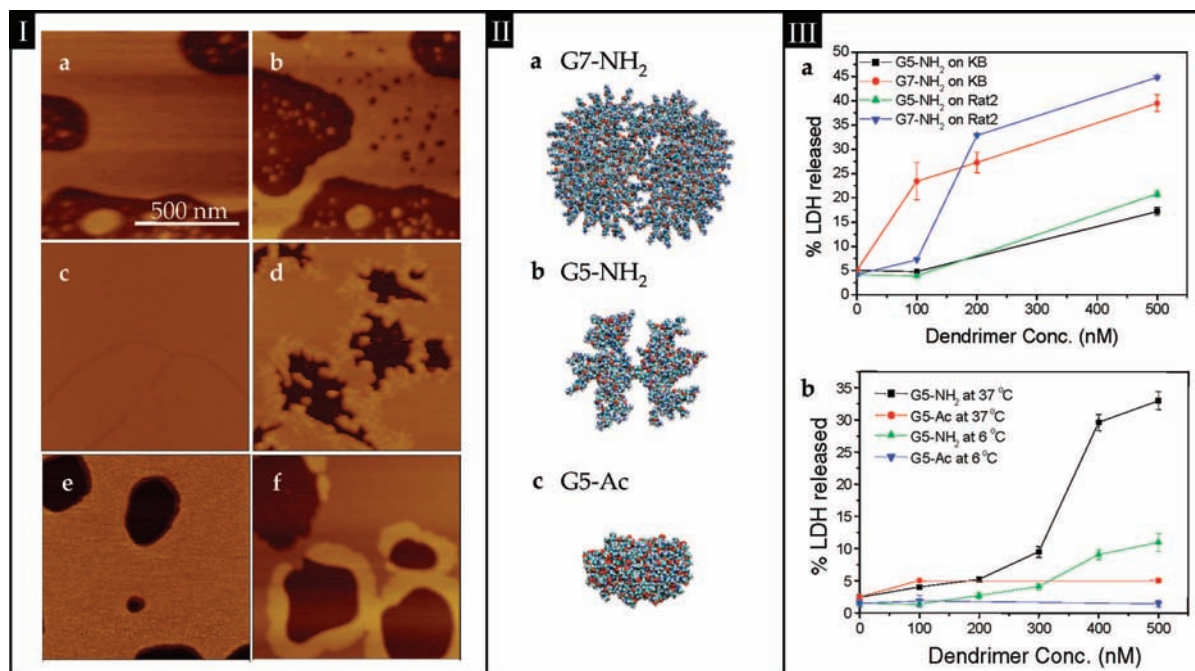 I
a
b
500 nm
c
d
e
f
II
a G7-NH₂
b G5-NH₂
c G5-Ac
III
a
50
45
40
35
30
25
20
15
10
5
0
% LDH released
G5-NH₂ on KB
G7-NH₂ on KB
G5-NH₂ on Rat2
G7-NH₂ on Rat2
0 100 200 300 400 500
Dendrimer Conc. (nM)
b
35
30
25
20
15
10
5
0
% LDH released
G5-NH₂ at 37 °C
G5-Ac at 37 °C
G5-NH₂ at 6 °C
G5-Ac at 6 °C
0 100 200 300 400 500
Dendrimer Conc. (nM)